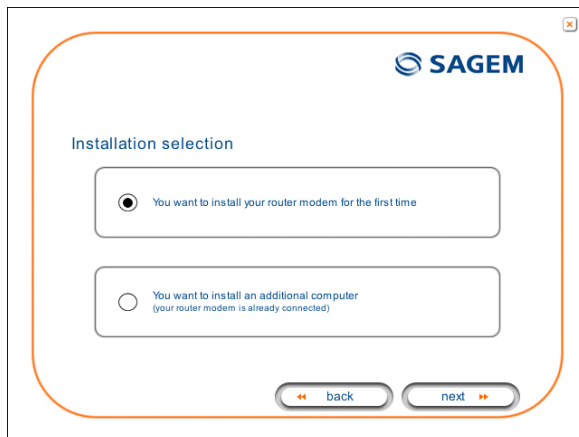 SAGEM
Installation selection
You want to install your router modem for the first time
You want to install an additional computer
(your router modem is already connected)
back
next